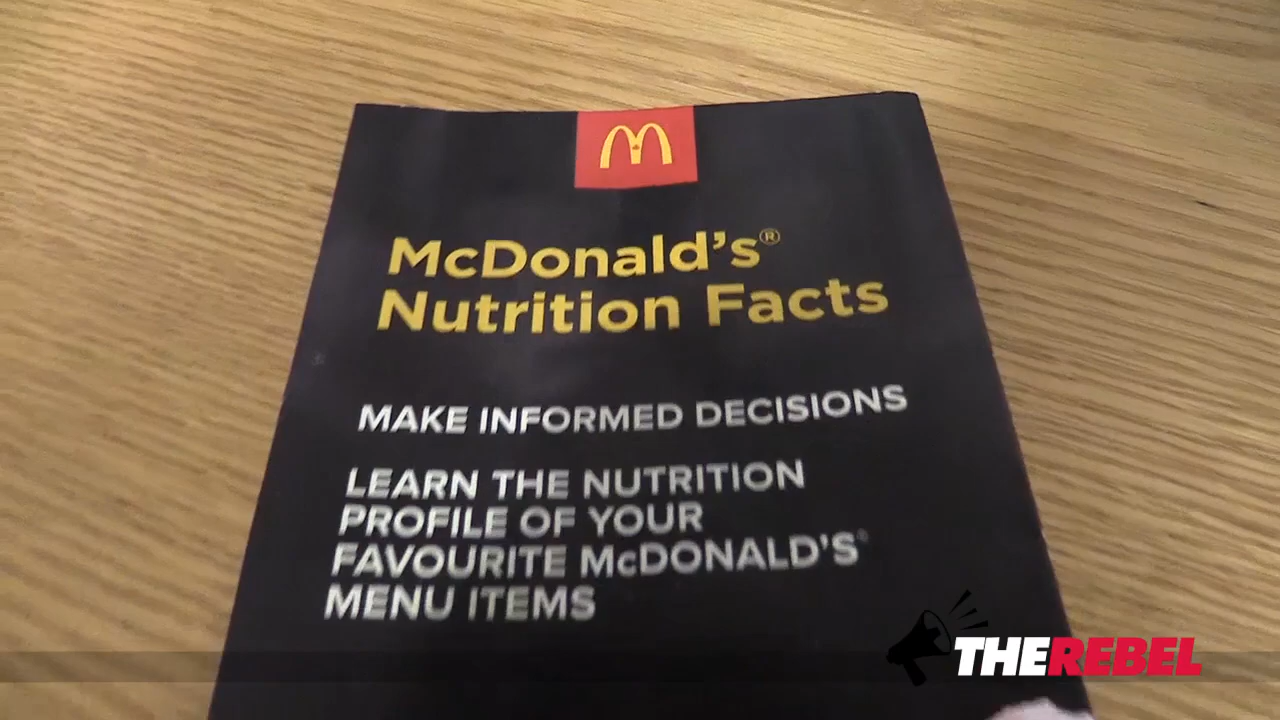 McDonald's®
Nutrition Facts
MAKE INFORMED DECISIONS
LEARN THE NUTRITION
PROFILE OF YOUR
FAVOURITE McDONALD'S®
MENU ITEMS
THEREBEL